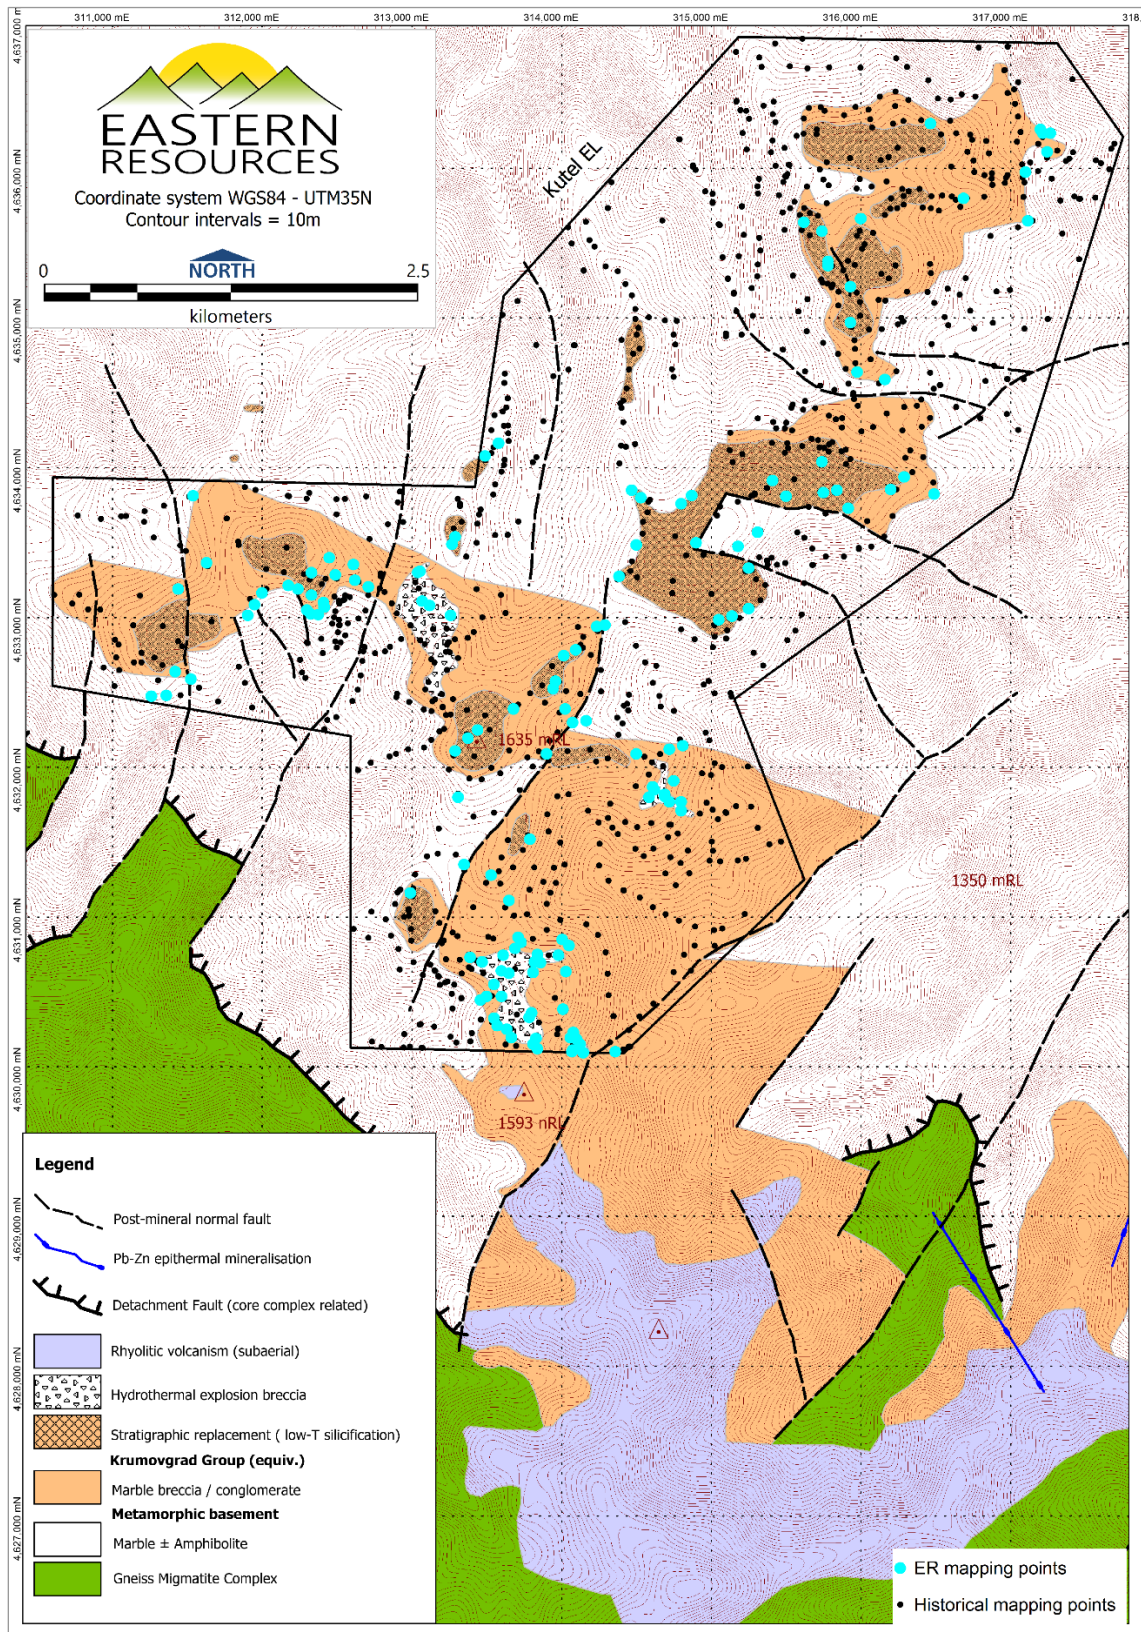 311,000 mE 312,000 mE 313,000 mE 314,000 mE 315,000 mE 316,000 mE 317,000 mE 318,
4,637,000 m
EASTERN
RESOURCES
Coordinate system WGS84 - UTM35N
Contour intervals = 10m
NORTH
0 2.5
kilometers
Kutel EL
4,636,000 mN
4,635,000 mN
4,634,000 mN
4,633,000 mN
1635 mRL
4,632,000 mN
1350 mRL
4,631,000 mN
4,630,000 mN
1593 nRL
4,629,000 mN
4,628,000 mN
4,627,000 mN
Legend
Post-mineral normal fault
Pb-Zn epithermal mineralisation
Detachment Fault (core complex related)
Rhyolitic volcanism (subaerial)
Hydrothermal explosion breccia
Stratigraphic replacement ( low-T silicification)
Krumovgrad Group (equiv.)
Marble breccia / conglomerate
Metamorphic basement
Marble ± Amphibolite
Gneiss Migmatite Complex
ER mapping points
Historical mapping points